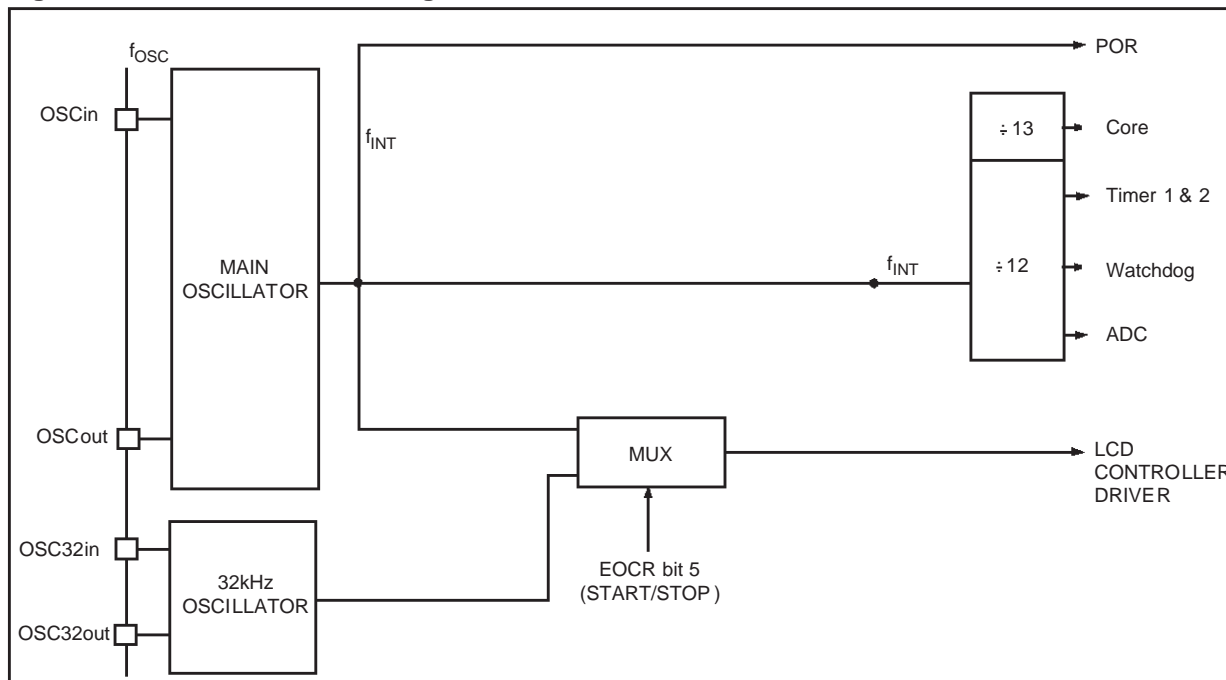 fOSC
POR
OSCin
÷13
Core
fINT
Timer 1 & 2
MAIN
OSCILLATOR
fINT
÷12
Watchdog
ADC
OSCout
MUX
LCD
CONTROLLER
DRIVER
OSC32in
EOCR bit 5
(START/STOP)
32kHz
OSCILLATOR
OSC32out